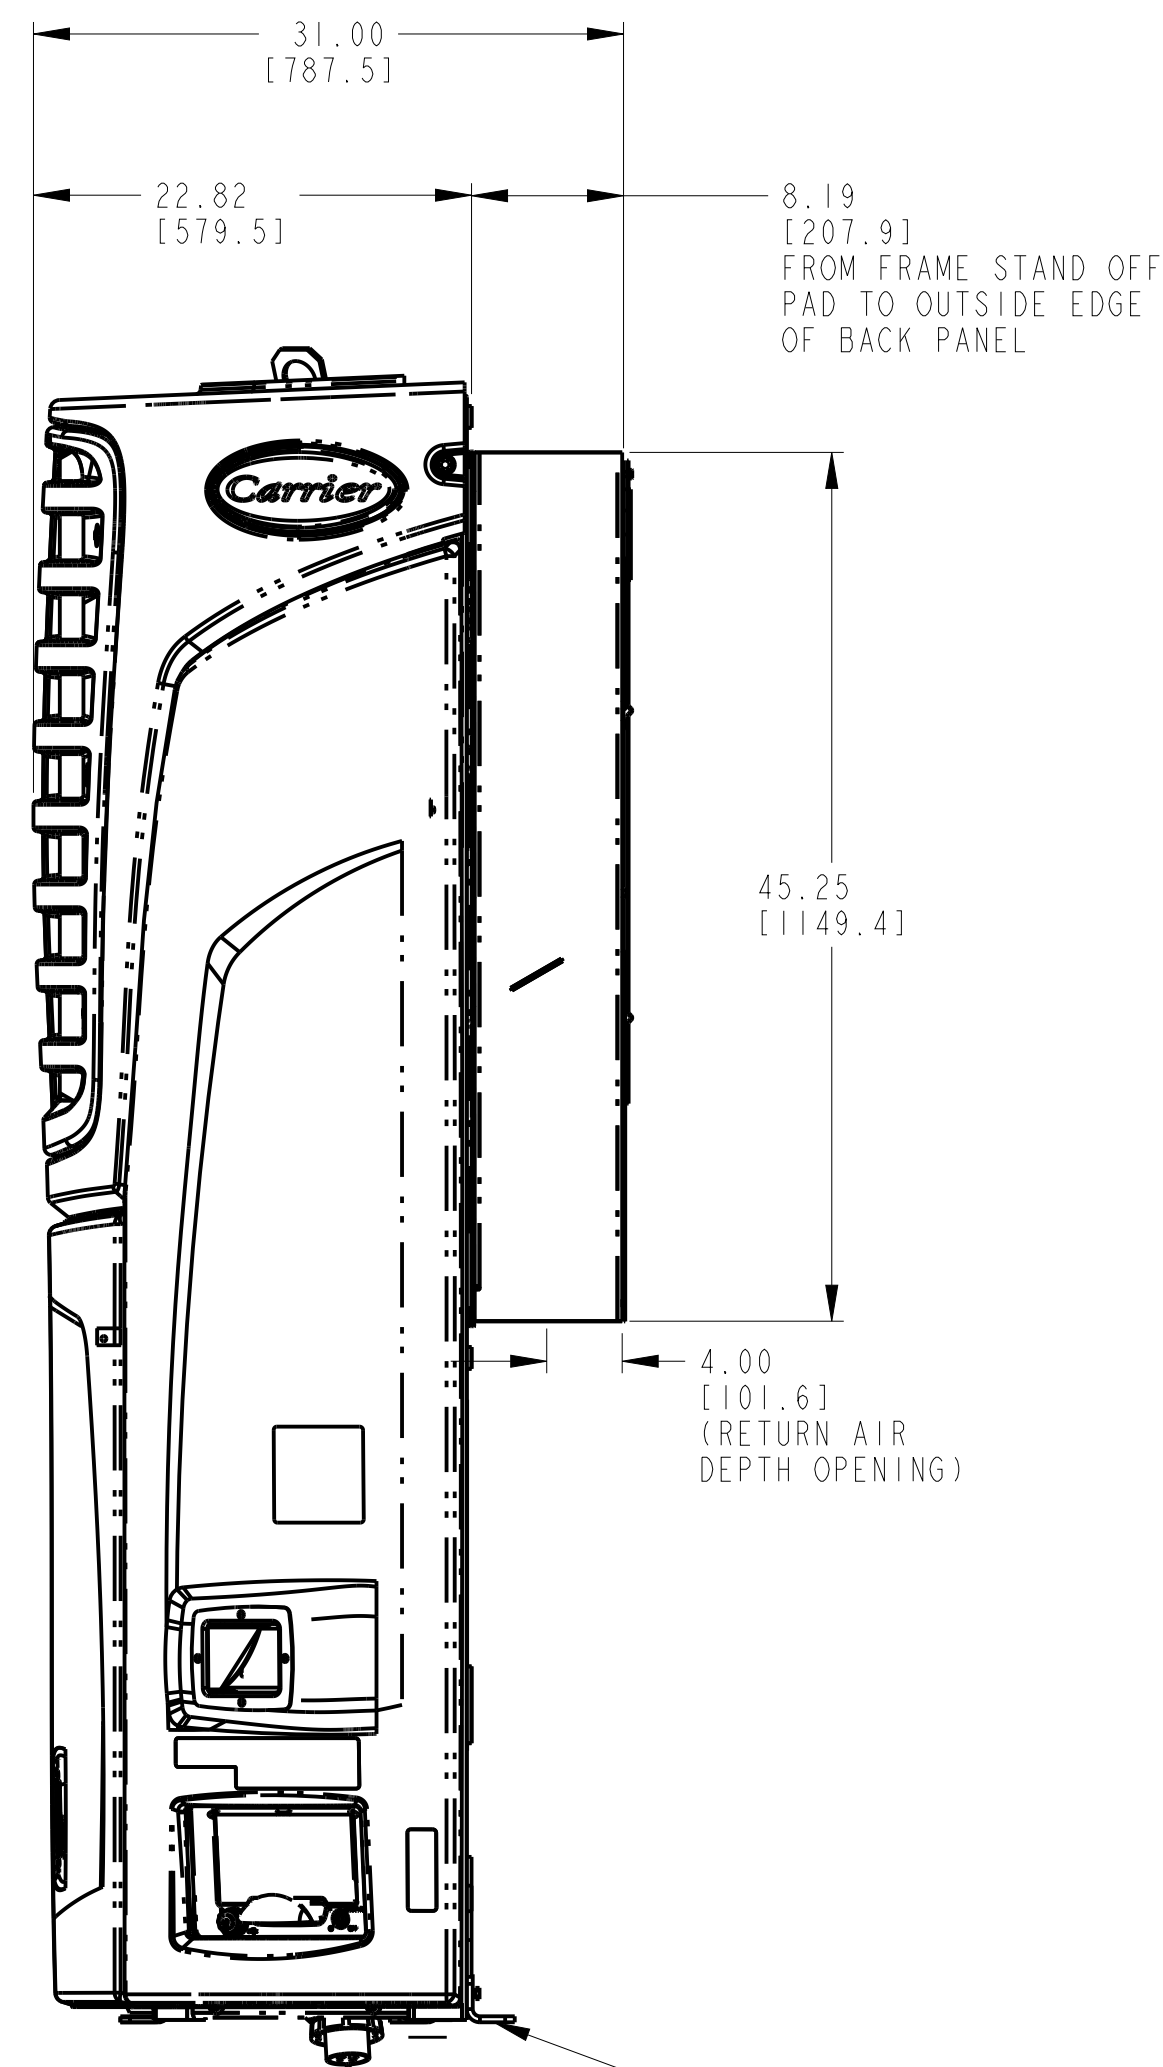 31.00
[787.5]
22.82
[579.5]
8.19
[207.9]
FROM FRAME STAND OFF
PAD TO OUTSIDE EDGE
OF BACK PANEL
Carrier
45.25
[1149.4]
4.00
[101.6]
(RETURN AIR
DEPTH OPENING)